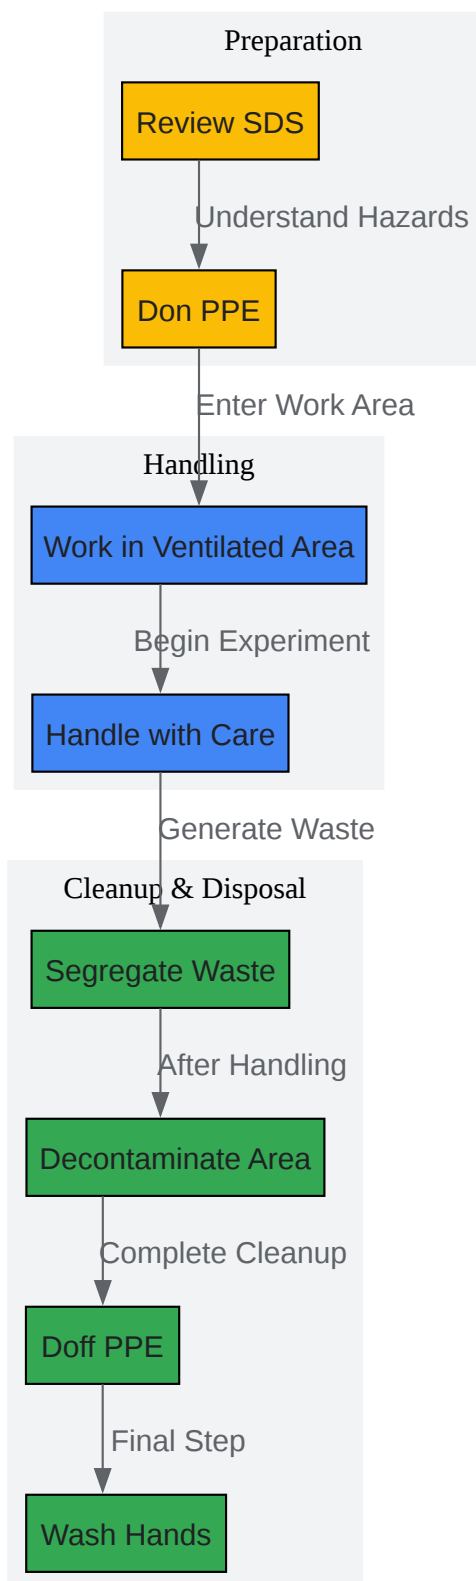 Preparation
Review SDS
Understand Hazards
Don PPE
Enter Work Area
Handling
Work in Ventilated Area
Begin Experiment
Handle with Care
Generate Waste
Cleanup & Disposal
Segregate Waste
After Handling
Decontaminate Area
Complete Cleanup
Doff PPE
Final Step
Wash Hands